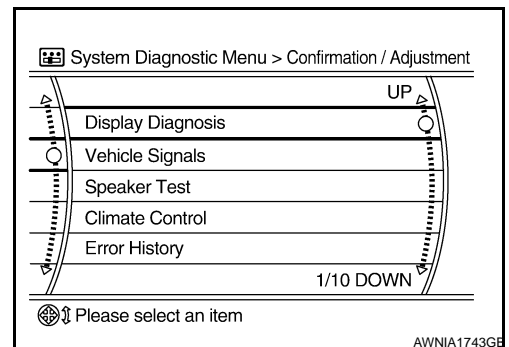 System Diagnostic Menu > Confirmation / Adjustment
UP
Display Diagnosis
Vehicle Signals
Speaker Test
Climate Control
Error History
1/10 DOWN
Please select an item
AWNIA1743GB